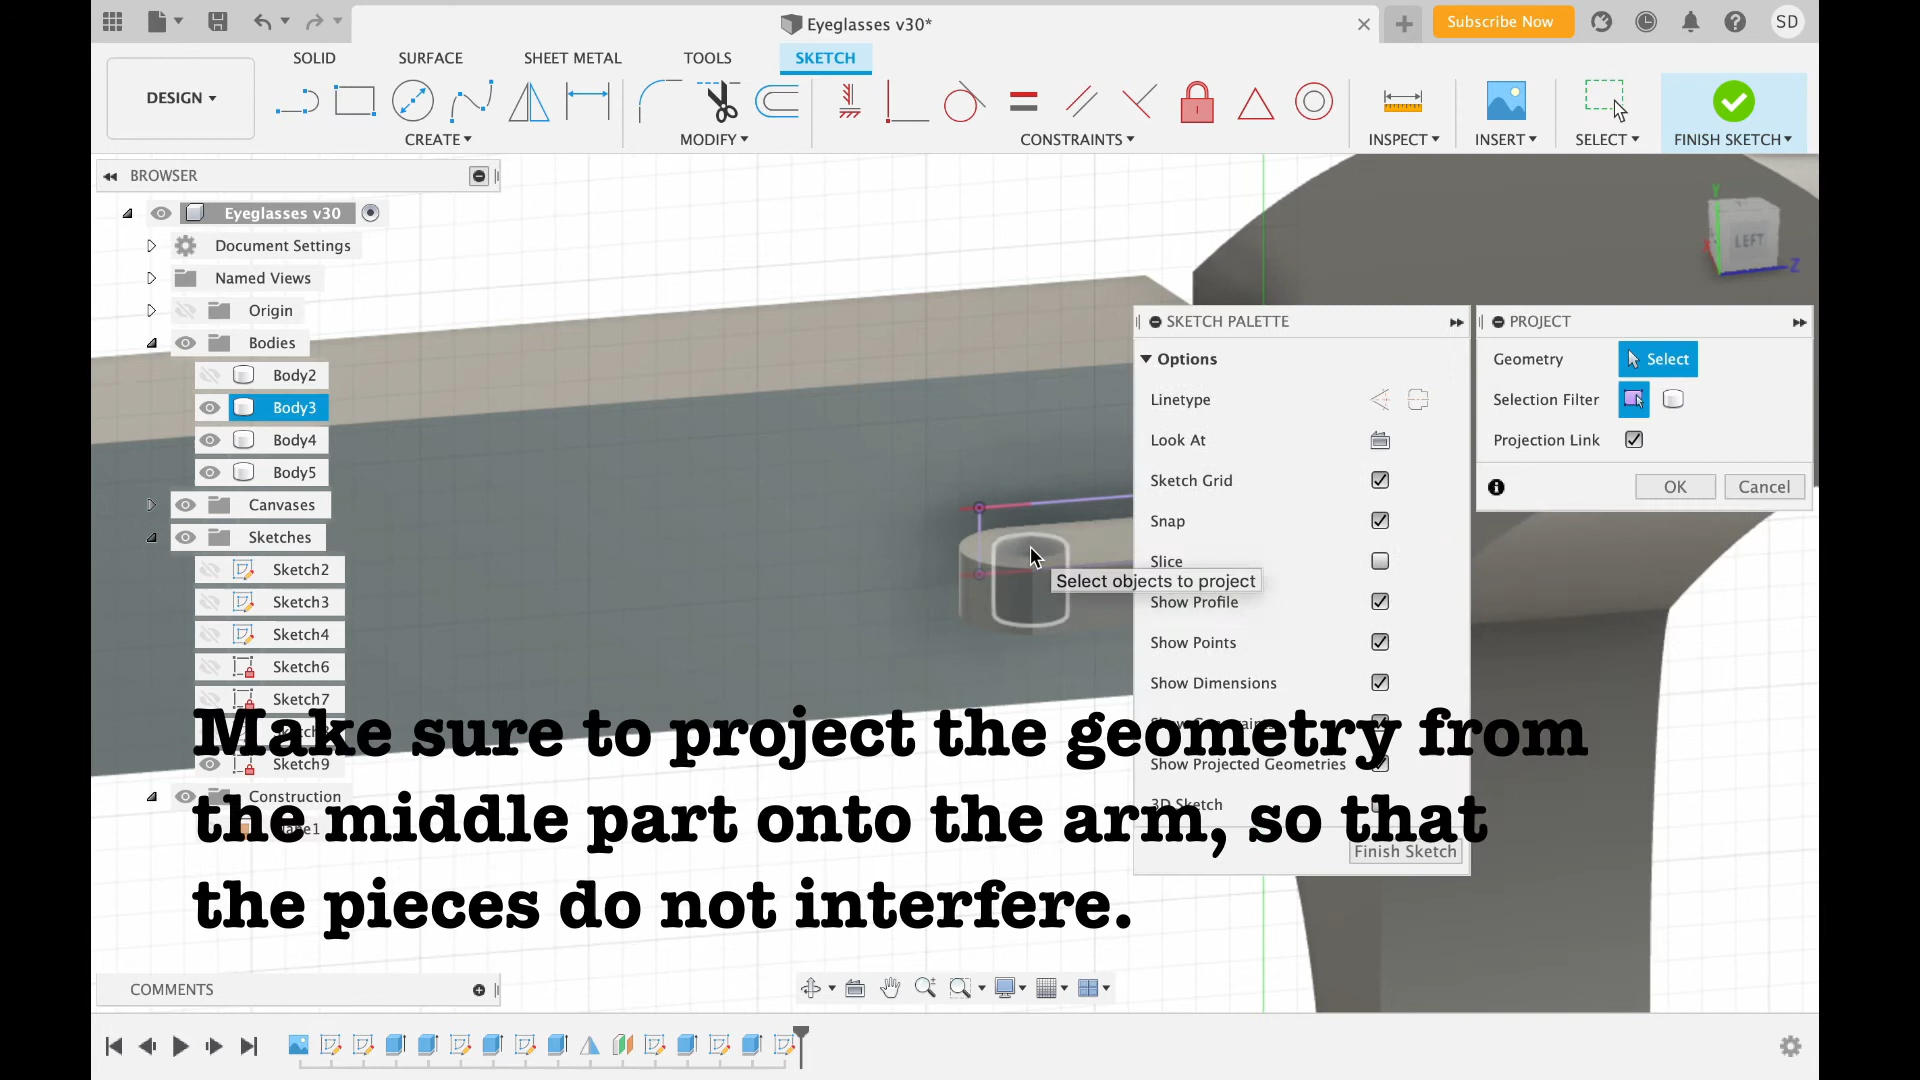 Eyeglasses v30*
Subscribe Now
SD
SOLID
SURFACE
SHEET METAL
TOOLS
SKETCH
DESIGN
CREATE
MODIFY
CONSTRAINTS
INSPECT
INSERT
SELECT
FINISH SKETCH
BROWSER
Eyeglasses v30
Document Settings
Named Views
Origin
Bodies
Body2
Body3
Body4
Body5
Canvases
Sketches
Sketch2
Sketch3
Sketch4
Sketch6
Sketch7
Sketch9
Construction
LEFT
Y
Z
SKETCH PALETTE
Options
Linetype
Look At
Sketch Grid
Snap
Slice
Show Profile
Show Points
Show Dimensions
Show Projected Geometries
3D Sketch
Finish Sketch
PROJECT
Geometry
Select
Selection Filter
Projection Link
OK
Cancel
Select objects to project
Make sure to project the geometry from
the middle part onto the arm, so that
the pieces do not interfere.
COMMENTS